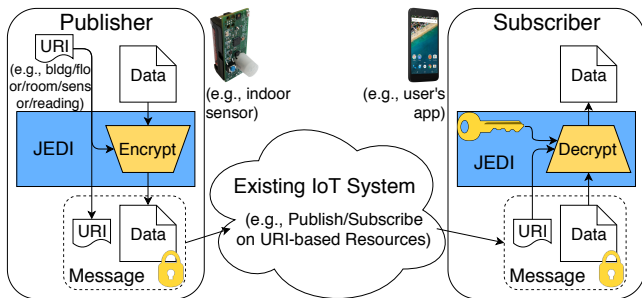 Publisher
URI
(e.g., bldg/flo
or/room/sens
or/reading)
Data
JEDI
Encrypt
URI
Data
Message
(e.g., indoor
sensor)
(e.g., user's
app)
Existing IoT System
(e.g., Publish/Subscribe
on URI-based Resources)
Subscriber
Data
JEDI
Decrypt
URI
Data
Message